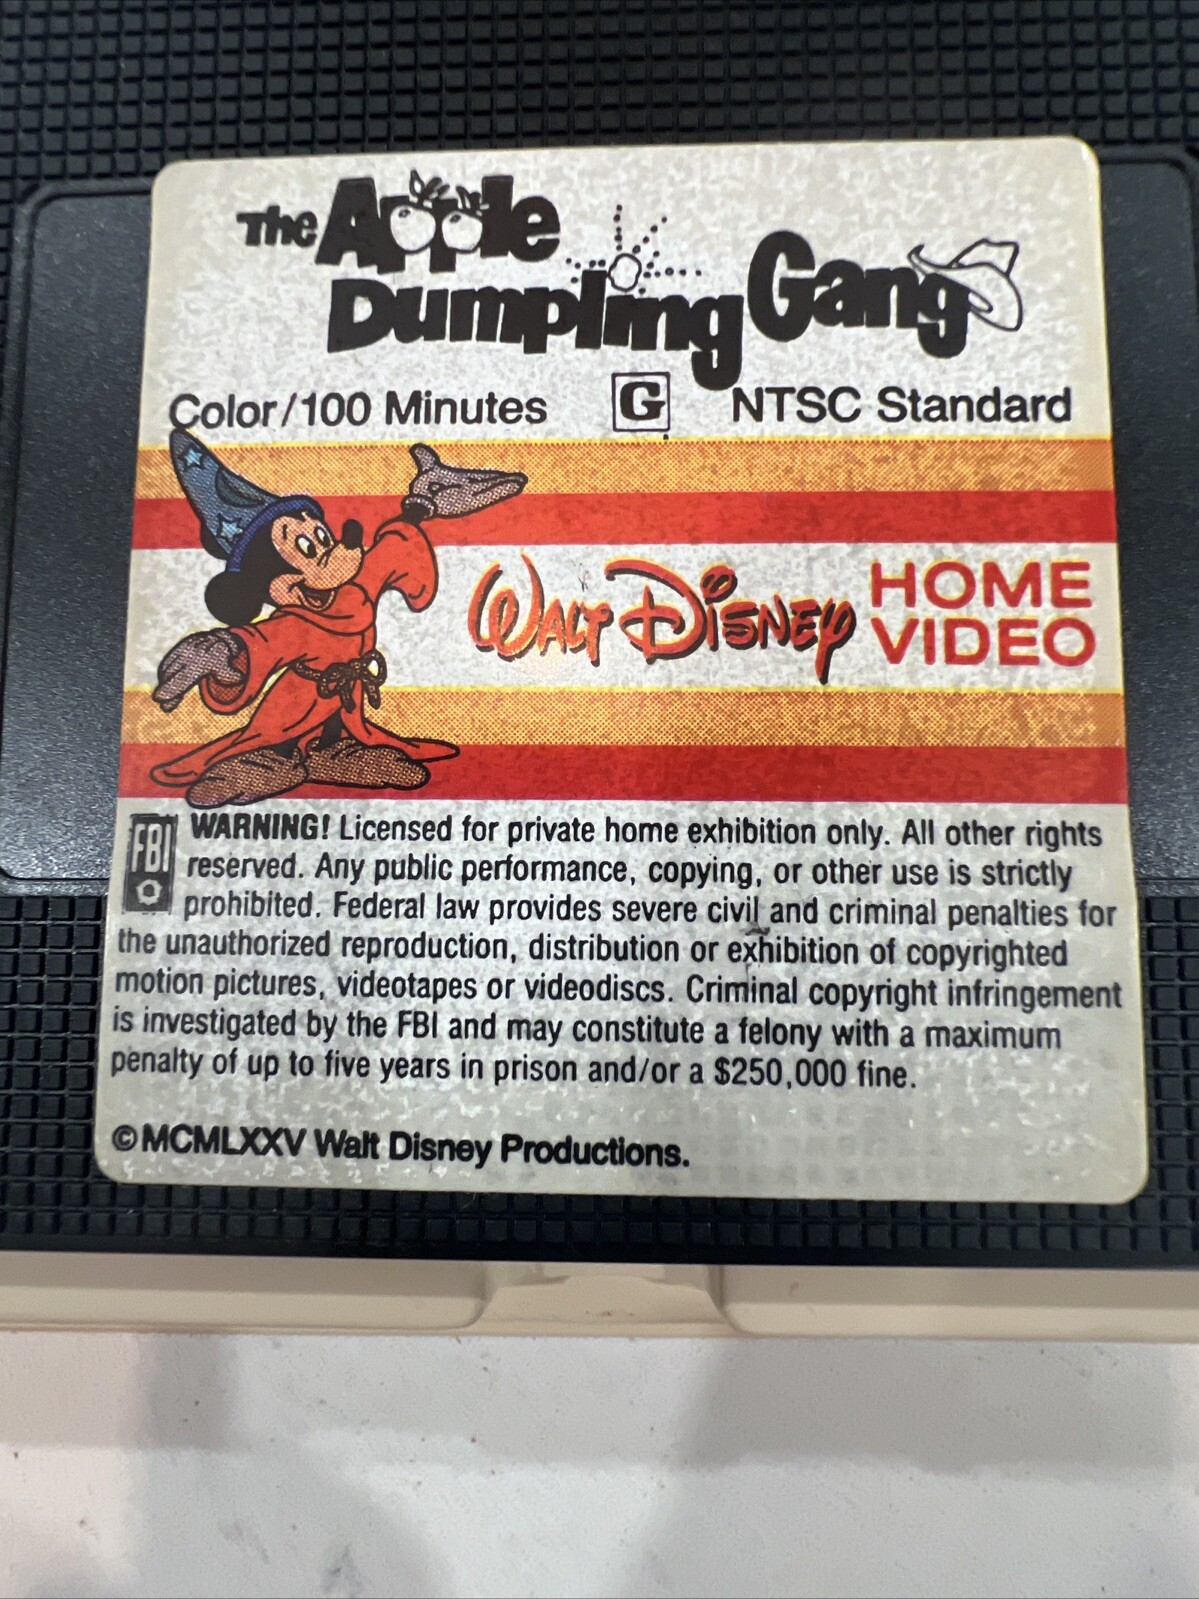 The Apple
Dumpling Gang
Color/100 Minutes G NTSC Standard
WALT DISNEY HOME VIDEO
FBI WARNING! Licensed for private home exhibition only. All other rights
reserved. Any public performance, copying, or other use is strictly
prohibited. Federal law provides severe civil and criminal penalties for
the unauthorized reproduction, distribution or exhibition of copyrighted
motion pictures, videotapes or videodiscs. Criminal copyright infringement
is investigated by the FBI and may constitute a felony with a maximum
penalty of up to five years in prison and/or a $250,000 fine.
©MCMLXXV Walt Disney Productions.